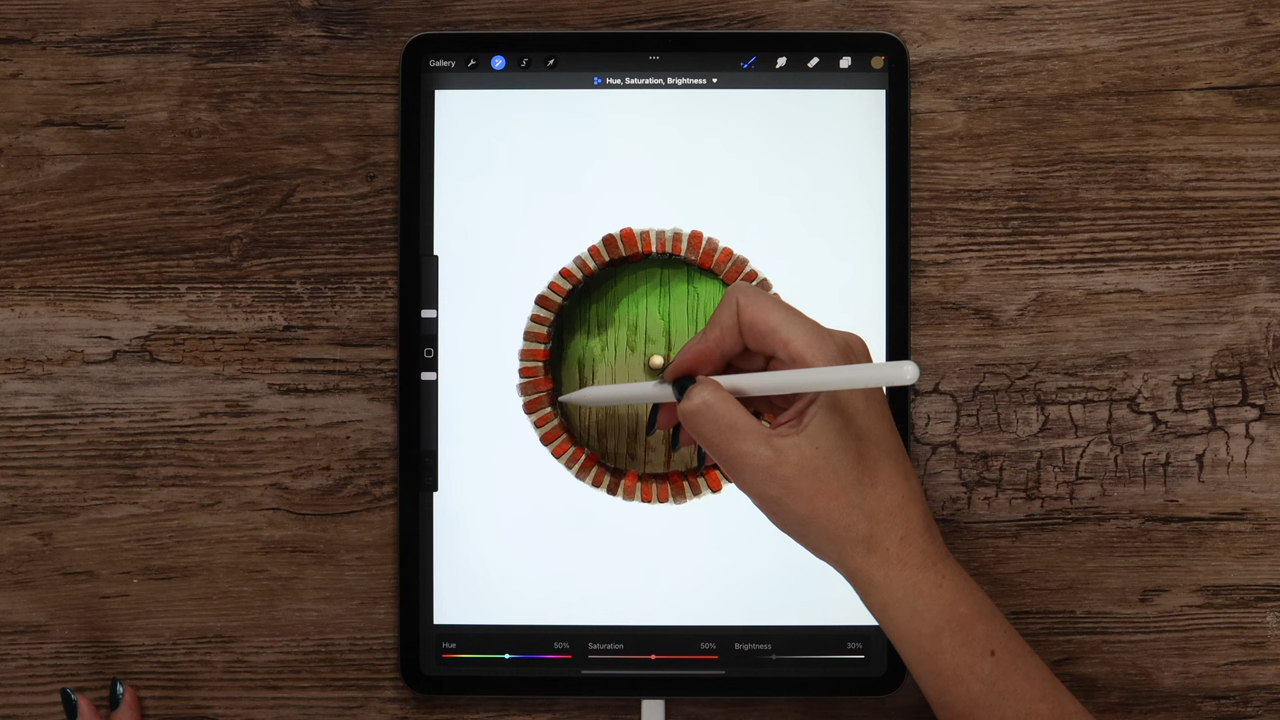 Gallery
Hue, Saturation, Brightness
Hue 50% Saturation 50% Brightness 30%